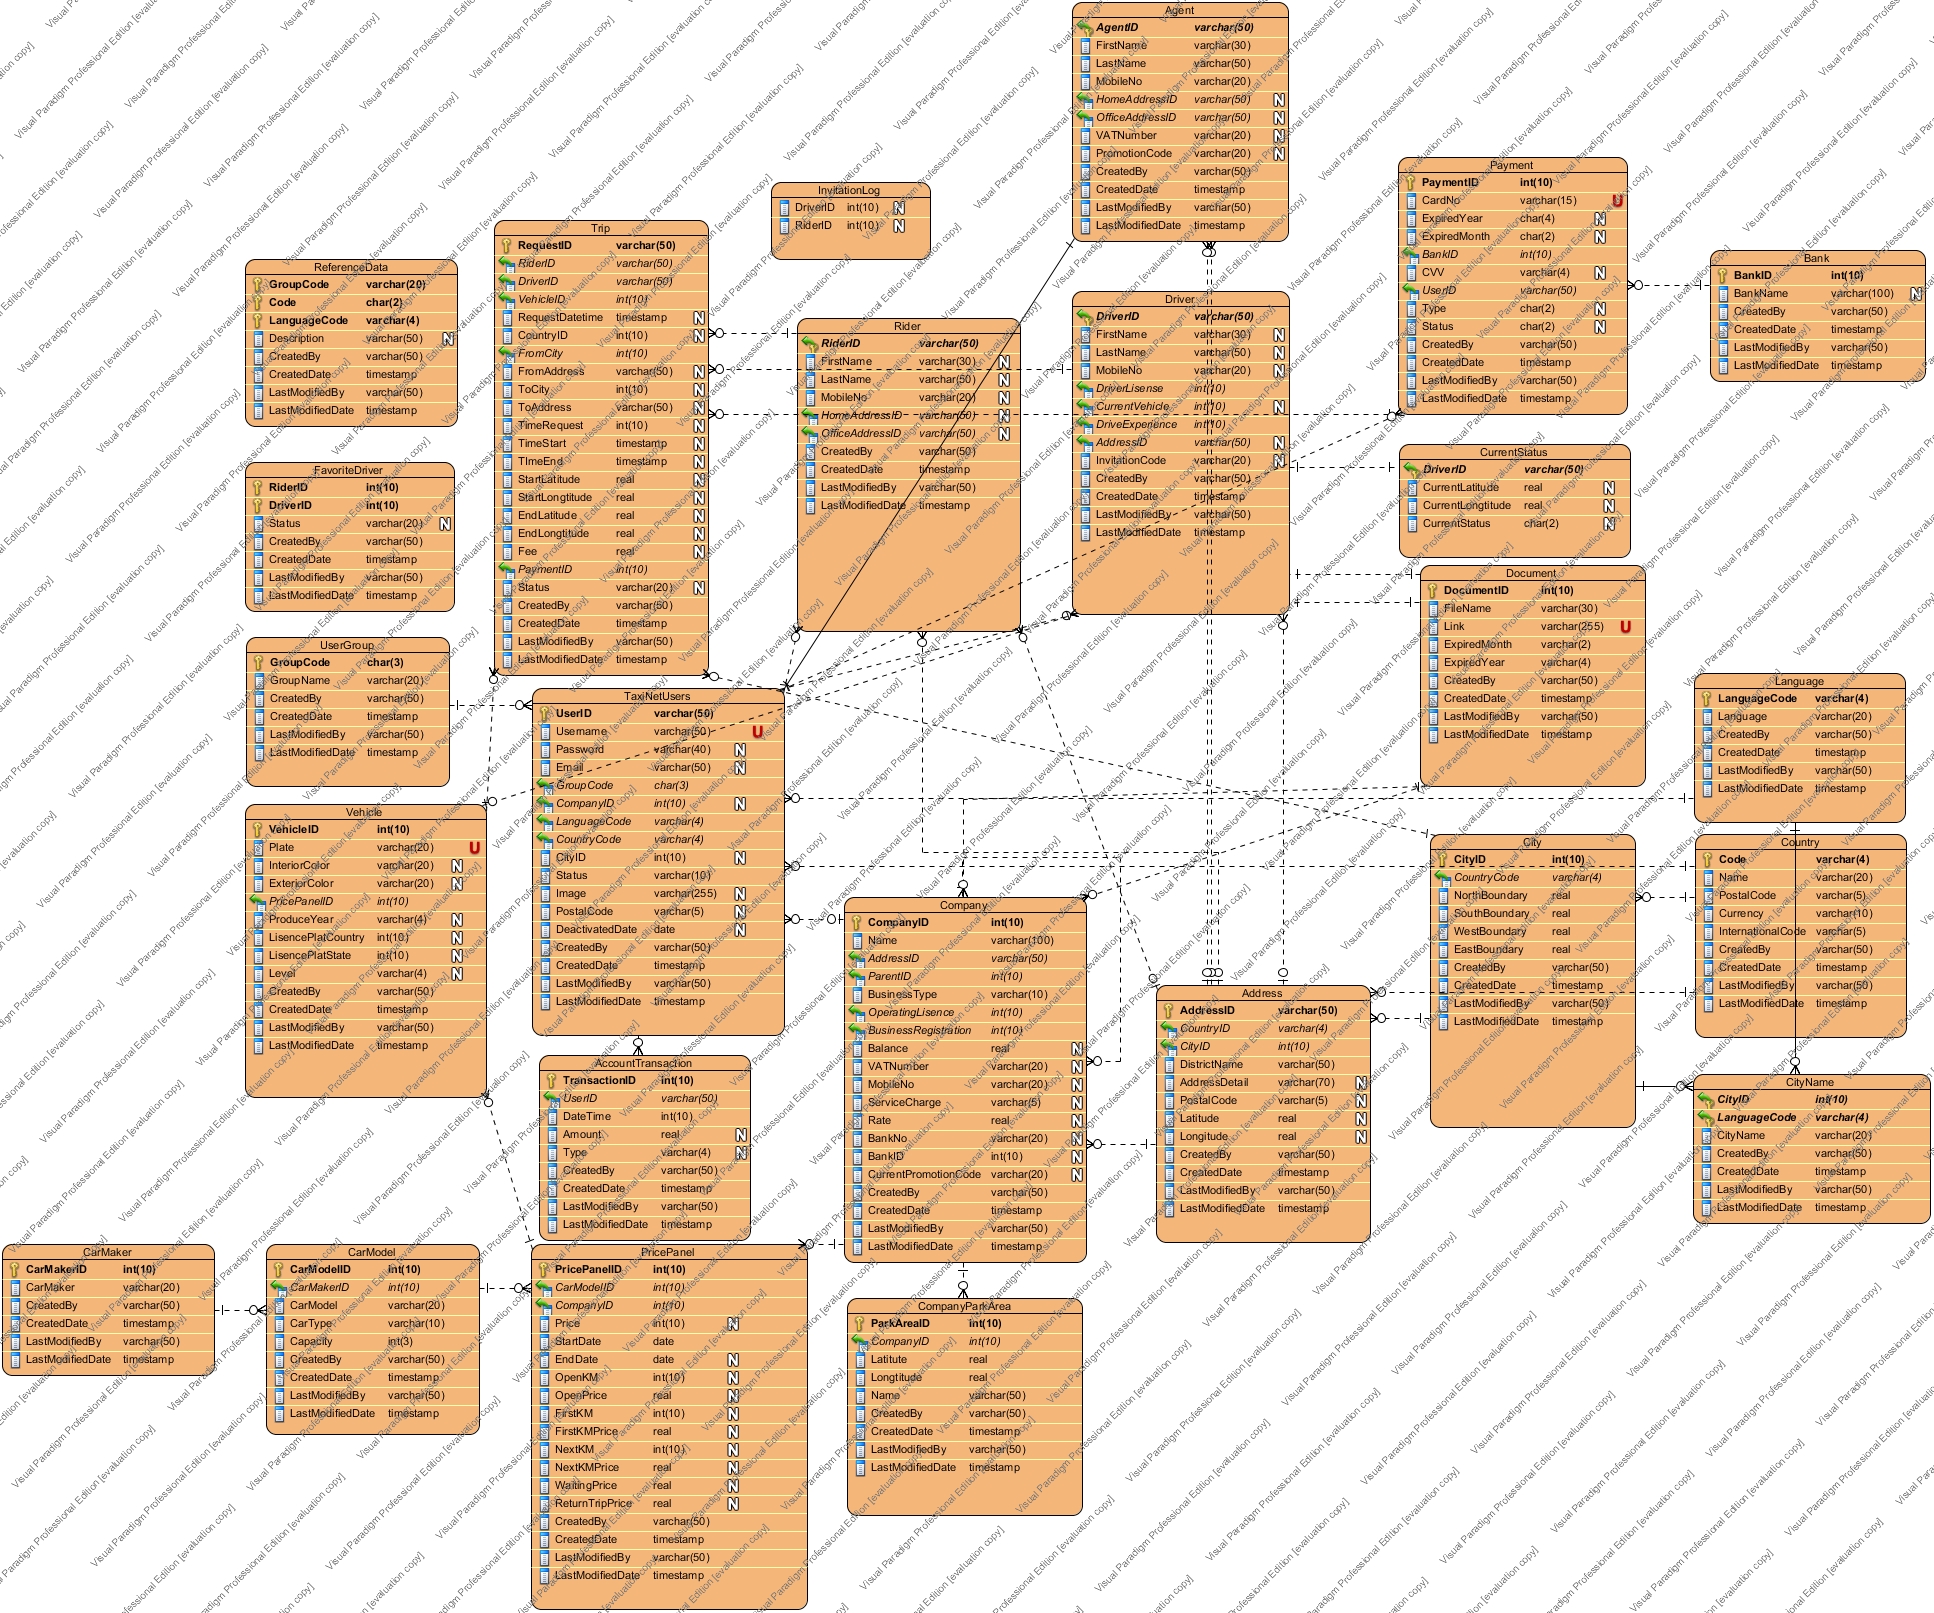 Agent
AgentID varchar(50)
FirstName varchar(30)
LastName varchar(50)
MobileNo varchar(20)
HomeAddressID varchar(50) N
OfficeAddressID varchar(50) N
VATNumber varchar(20) N
PromotionCode varchar(20) N
CreatedBy varchar(50)
CreatedDate timestamp
LastModifiedBy varchar(50)
LastModifiedDate timestamp
Payment
PaymentID int(10)
CardNo varchar(15) U
ExpiredYear char(4) N
ExpiredMonth char(2) N
BankID int(10)
CVV varchar(4) N
UserID varchar(50)
Type char(2) N
Status char(2) N
CreatedBy varchar(50)
CreatedDate timestamp
LastModifiedBy varchar(50)
LastModifiedDate timestamp
InvitationLog
DriverID int(10) N
RiderID int(10) N
Trip
RequestID varchar(50)
RiderID varchar(50)
DriverID varchar(50)
VehicleID int(10)
RequestDatetime timestamp N
CountryID int(10) N
FromCity int(10)
FromAddress varchar(50) N
ToCity int(10) N
ToAddress varchar(50) N
TimeRequest int(10) N
TimeStart timestamp N
TImeEnd timestamp N
StartLatitude real N
StartLongtitude real N
EndLatitude real N
EndLongtitude real N
Fee real N
PaymentID int(10)
Status varchar(20) N
CreatedBy varchar(50)
CreatedDate timestamp
LastModifiedBy varchar(50)
LastModifiedDate timestamp
Bank
BankID int(10)
BankName varchar(100) N
CreatedBy varchar(50)
CreatedDate timestamp
LastModifiedBy varchar(50)
LastModifiedDate timestamp
ReferenceData
GroupCode varchar(20)
Code char(2)
LanguageCode varchar(4)
Description varchar(50) N
CreatedBy varchar(50)
CreatedDate timestamp
LastModifiedBy varchar(50)
LastModifiedDate timestamp
Rider
RiderID varchar(50)
FirstName varchar(30) N
LastName varchar(50) N
MobileNo varchar(20) N
HomeAddressID varchar(50) N
OfficeAddressID varchar(50) N
CreatedBy varchar(50)
CreatedDate timestamp
LastModifiedBy varchar(50)
LastModifiedDate timestamp
Driver
DriverID varchar(50)
FirstName varchar(30) N
LastName varchar(50) N
MobileNo varchar(20) N
DriverLisense int(10)
CurrentVehicle int(10) N
DriveExperience int(10)
AddressID varchar(50) N
InvitationCode varchar(20) N
CreatedBy varchar(50)
CreatedDate timestamp
LastModifiedBy varchar(50)
LastModifiedDate timestamp
CurrentStatus
DriverID varchar(50)
CurrentLatitude real N
CurrentLongtitude real N
CurrentStatus char(2) N
FavoriteDriver
RiderID int(10)
DriverID int(10)
Status varchar(20) N
CreatedBy varchar(50)
CreatedDate timestamp
LastModifiedBy varchar(50)
LastModifiedDate timestamp
Document
DocumentID int(10)
FileName varchar(30)
Link varchar(255) U
ExpiredMonth varchar(2)
ExpiredYear varchar(4)
CreatedBy varchar(50)
CreatedDate timestamp
LastModifiedBy varchar(50)
LastModifiedDate timestamp
UserGroup
GroupCode char(3)
GroupName varchar(20)
CreatedBy varchar(50)
CreatedDate timestamp
LastModifiedBy varchar(50)
LastModifiedDate timestamp
TaxiNetUsers
UserID varchar(50)
Username varchar(50) U
Password varchar(40) N
Email varchar(50) N
GroupCode char(3)
CompanyID int(10) N
LanguageCode varchar(4)
CountryCode varchar(4)
CityID int(10) N
Status varchar(10)
Image varchar(255) N
PostalCode varchar(5) N
DeactivatedDate date N
CreatedBy varchar(50)
CreatedDate timestamp
LastModifiedBy varchar(50)
LastModifiedDate timestamp
Language
LanguageCode varchar(4)
Language varchar(20)
CreatedBy varchar(50)
CreatedDate timestamp
LastModifiedBy varchar(50)
LastModifiedDate timestamp
Vehicle
VehicleID int(10)
Plate varchar(20) U
InteriorColor varchar(20) N
ExteriorColor varchar(20) N
PricePanelID int(10)
ProduceYear varchar(4) N
LisencePlatCountry int(10) N
LisencePlatState int(10) N
Level varchar(4) N
CreatedBy varchar(50)
CreatedDate timestamp
LastModifiedBy varchar(50)
LastModifiedDate timestamp
City
CityID int(10)
CountryCode varchar(4)
NorthBoundary real
SouthBoundary real
WestBoundary real
EastBoundary real
CreatedBy varchar(50)
CreatedDate timestamp
LastModifiedBy varchar(50)
LastModifiedDate timestamp
Country
Code varchar(4)
Name varchar(20)
PostalCode varchar(5)
Currency varchar(10)
InternationalCode varchar(5)
CreatedBy varchar(50)
CreatedDate timestamp
LastModifiedBy varchar(50)
LastModifiedDate timestamp
Company
CompanyID int(10)
Name varchar(100)
AddressID varchar(50)
ParentID int(10)
BusinessType varchar(10)
OperatingLisence int(10)
BusinessRegistration int(10)
Balance real N
VATNumber varchar(20) N
MobileNo varchar(20) N
ServiceCharge varchar(5) N
Rate real N
BankNo varchar(20) N
BankID int(10) N
CurrentPromotionCode varchar(20) N
CreatedBy varchar(50)
CreatedDate timestamp
LastModifiedBy varchar(50)
LastModifiedDate timestamp
Address
AddressID varchar(50)
CountryID varchar(4)
CityID int(10)
DistrictName varchar(50)
AddressDetail varchar(70) N
PostalCode varchar(5) N
Latitude real N
Longitude real N
CreatedBy varchar(50)
CreatedDate timestamp
LastModifiedBy varchar(50)
LastModifiedDate timestamp
AccountTransaction
TransactionID int(10)
UserID varchar(50)
DateTime int(10)
Amount real N
Type varchar(4) N
CreatedBy varchar(50)
CreatedDate timestamp
LastModifiedBy varchar(50)
LastModifiedDate timestamp
CityName
CityID int(10)
LanguageCode varchar(4)
CityName varchar(20)
CreatedBy varchar(50)
CreatedDate timestamp
LastModifiedBy varchar(50)
LastModifiedDate timestamp
CarMaker
CarMakerID int(10)
CarMaker varchar(20)
CreatedBy varchar(50)
CreatedDate timestamp
LastModifiedBy varchar(50)
LastModifiedDate timestamp
CarModel
CarModelID int(10)
CarMakerID int(10)
CarModel varchar(20)
CarType varchar(10)
Capacity int(3)
CreatedBy varchar(50)
CreatedDate timestamp
LastModifiedBy varchar(50)
LastModifiedDate timestamp
PricePanel
PricePanelID int(10)
CarModelID int(10)
CompanyID int(10)
Price int(10) N
StartDate date
EndDate date N
OpenKM int(10) N
OpenPrice real N
FirstKM int(10) N
FirstKMPrice real N
NextKM int(10) N
NextKMPrice real N
WaitingPrice real N
ReturnTripPrice real N
CreatedBy varchar(50)
CreatedDate timestamp
LastModifiedBy varchar(50)
LastModifiedDate timestamp
CompanyParkArea
ParkAreaID int(10)
CompanyID int(10)
Latitute real
Longtitude real
Name varchar(50)
CreatedBy varchar(50)
CreatedDate timestamp
LastModifiedBy varchar(50)
LastModifiedDate timestamp
Visual Paradigm Professional Edition [evaluation copy]